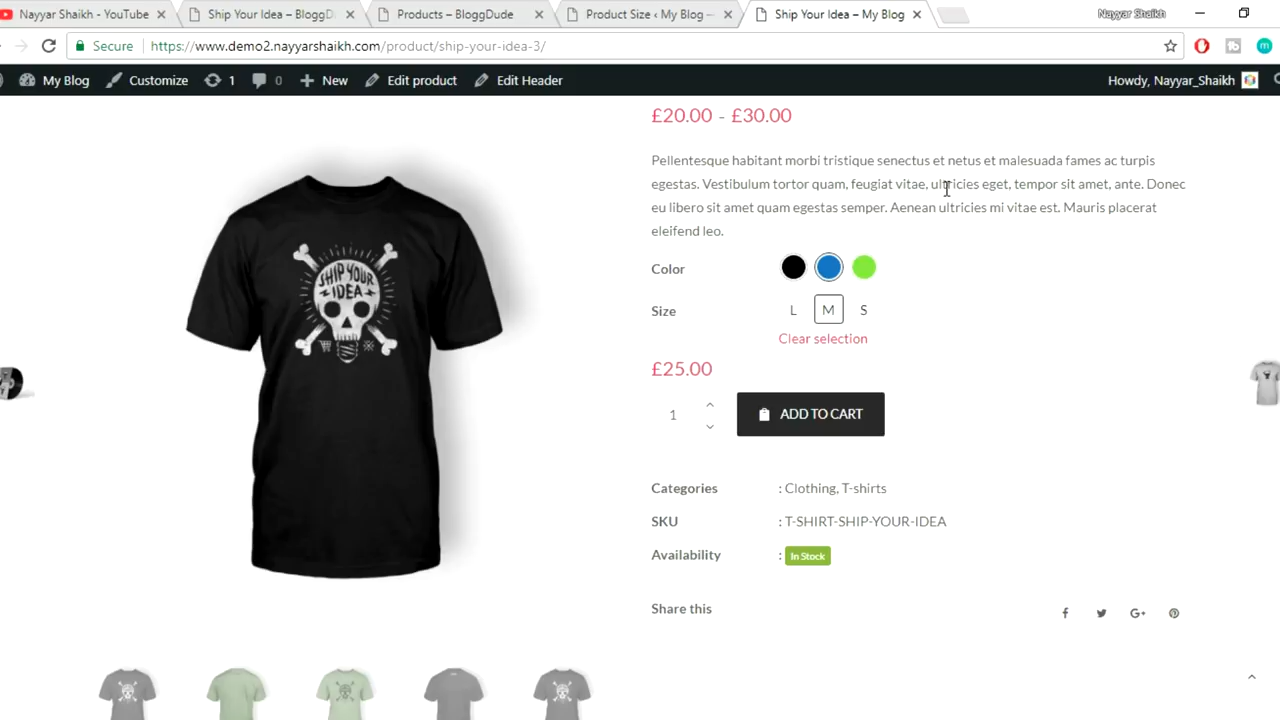 Nayyar Shaikh - YouTube
Ship Your Idea – BloggD
Products – BloggDude
Product Size ‹ My Blog —
Ship Your Idea – My Blog
Nayyar Shaikh
Secure
https://www.demo2.nayyarshaikh.com/product/ship-your-idea-3/
My Blog Customize 1 0 New Edit product Edit Header
Howdy, Nayyar_Shaikh
£20.00 - £30.00
Pellentesque habitant morbi tristique senectus et netus et malesuada fames ac turpis
egestas. Vestibulum tortor quam, feugiat vitae, ultricies eget, tempor sit amet, ante. Donec
eu libero sit amet quam egestas semper. Aenean ultricies mi vitae est. Mauris placerat
eleifend leo.
SHIP YOUR
IDEA
Color
Size L M S
Clear selection
£25.00
1 ADD TO CART
Categories : Clothing, T-shirts
SKU : T-SHIRT-SHIP-YOUR-IDEA
Availability : In Stock
Share this